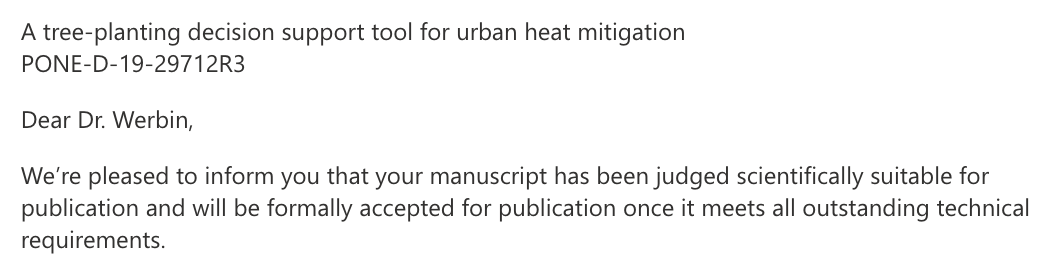 A tree-planting decision support tool for urban heat mitigation
PONE-D-19-29712R3
Dear Dr. Werbin,
We’re pleased to inform you that your manuscript has been judged scientifically suitable for
publication and will be formally accepted for publication once it meets all outstanding technical
requirements.